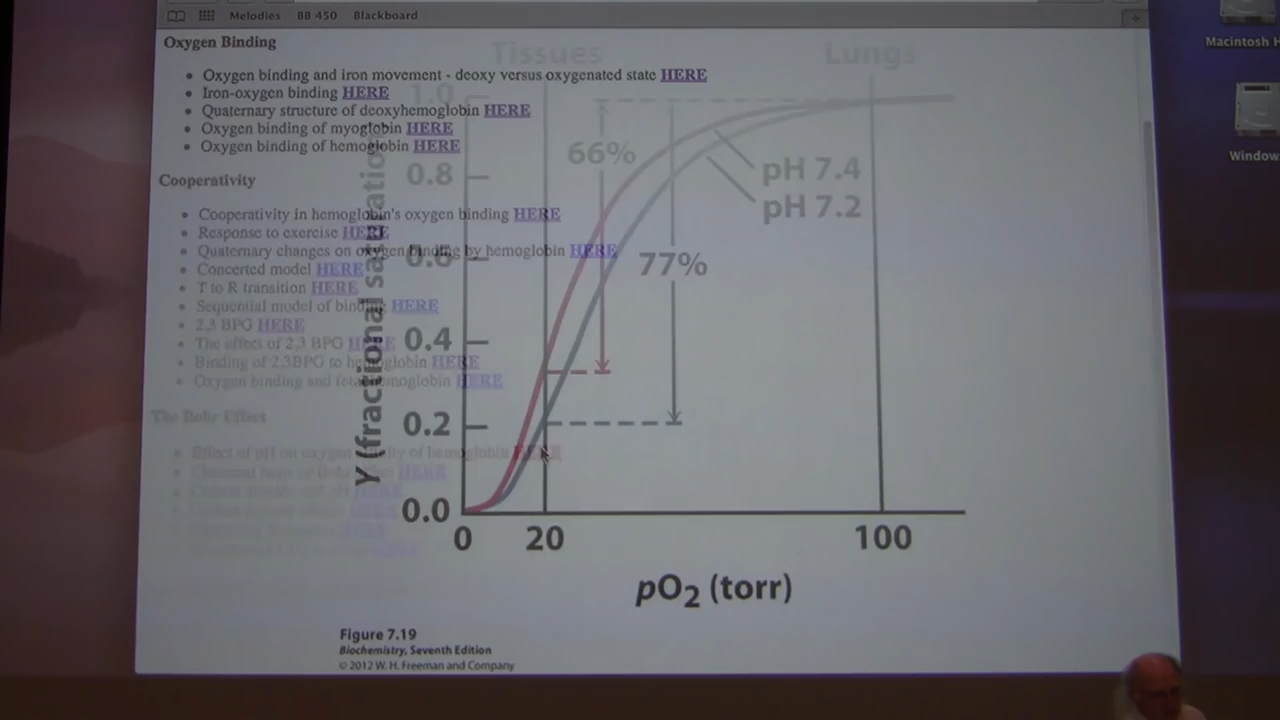 Melodies BB 450 Blackboard
Macintosh H
Window
Oxygen Binding
Oxygen binding and iron movement - deoxy versus oxygenated state HERE
Iron-oxygen binding HERE
Quaternary structure of deoxyhemoglobin HERE
Oxygen binding of myoglobin HERE
Oxygen binding of hemoglobin HERE
Cooperativity
Cooperativity in hemoglobin's oxygen binding HERE
Response to exercise HERE
Quaternary changes on oxygen binding by hemoglobin HERE
Concerted model HERE
T to R transition HERE
Sequential model of binding HERE
2,3 BPG HERE
The effect of 2,3 BPG HERE
Binding of 2,3BPG to hemoglobin HERE
Oxygen binding and fetal hemoglobin HERE
The Bohr Effect
Effect of pH on oxygen affinity of hemoglobin HERE
Tissues
Lungs
1.0
66%
pH 7.4
0.8
pH 7.2
0.6
77%
0.4
0.2
0.0
Y (fractional saturation)
0
20
100
pO2 (torr)
Figure 7.19
Biochemistry, Seventh Edition
© 2012 W. H. Freeman and Company